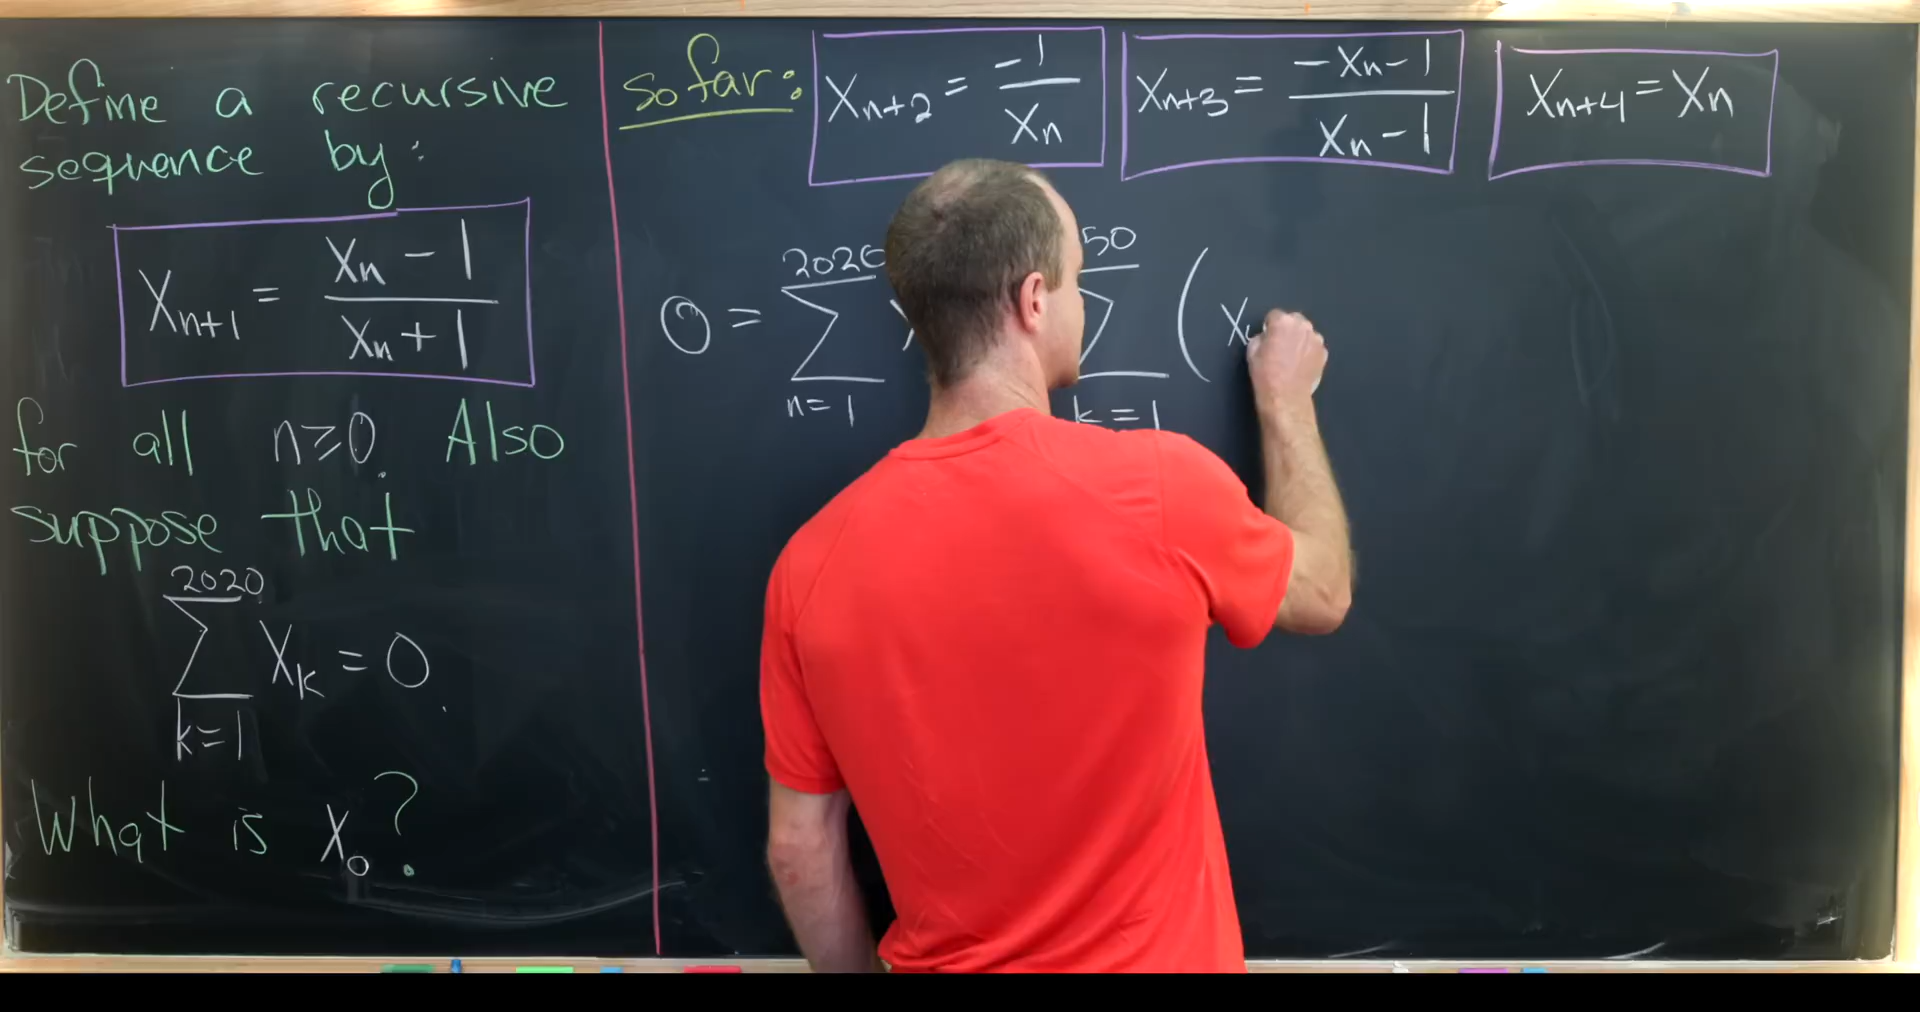 Define a recursive
sequence by:
Xn+1 = (Xn - 1)/(Xn + 1)
for all n≥0. Also
suppose that
2020
∑ Xk = 0.
k=1
What is X0?
so far: Xn+2 = -1/Xn Xn+3 = (-Xn - 1)/(Xn - 1) Xn+4 = Xn
2020 50
0 = ∑ ∑ ( X
n=1 k=1